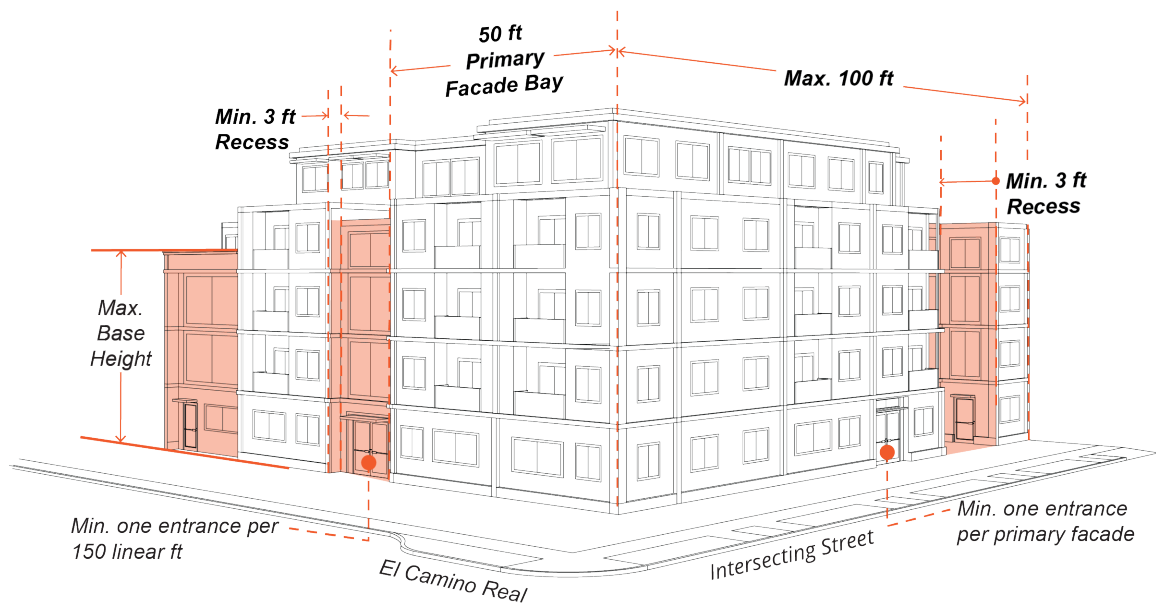 50 ft
Primary
Facade Bay
Max. 100 ft
Min. 3 ft
Recess
Min. 3 ft
Recess
Max.
Base
Height
Min. one entrance per
150 linear ft
El Camino Real
Intersecting Street
Min. one entrance
per primary facade